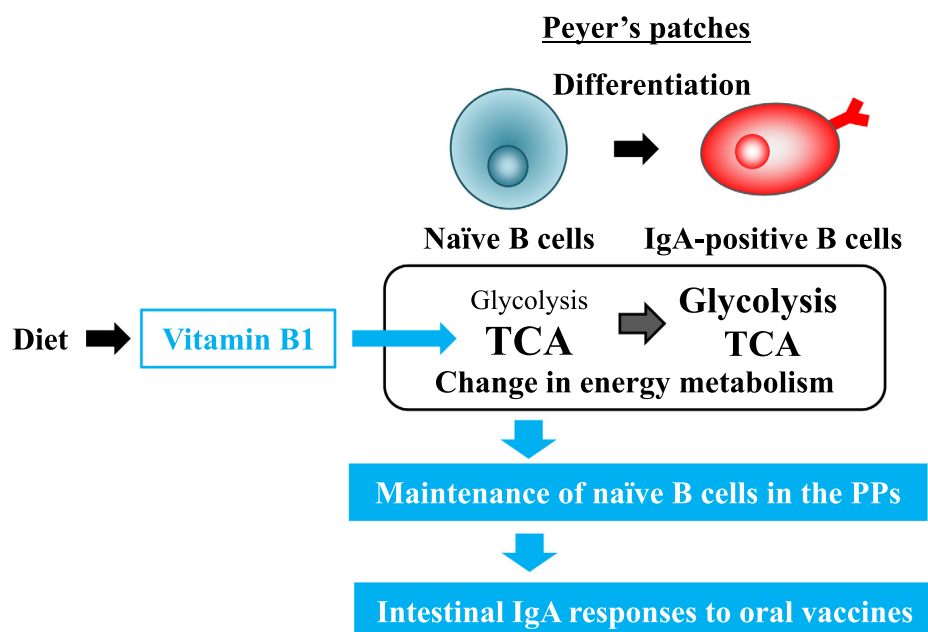 Peyer’s patches
Differentiation
Naïve B cells
IgA-positive B cells
Diet
Vitamin B1
Glycolysis
TCA
Glycolysis
TCA
Change in energy metabolism
Maintenance of naïve B cells in the PPs
Intestinal IgA responses to oral vaccines